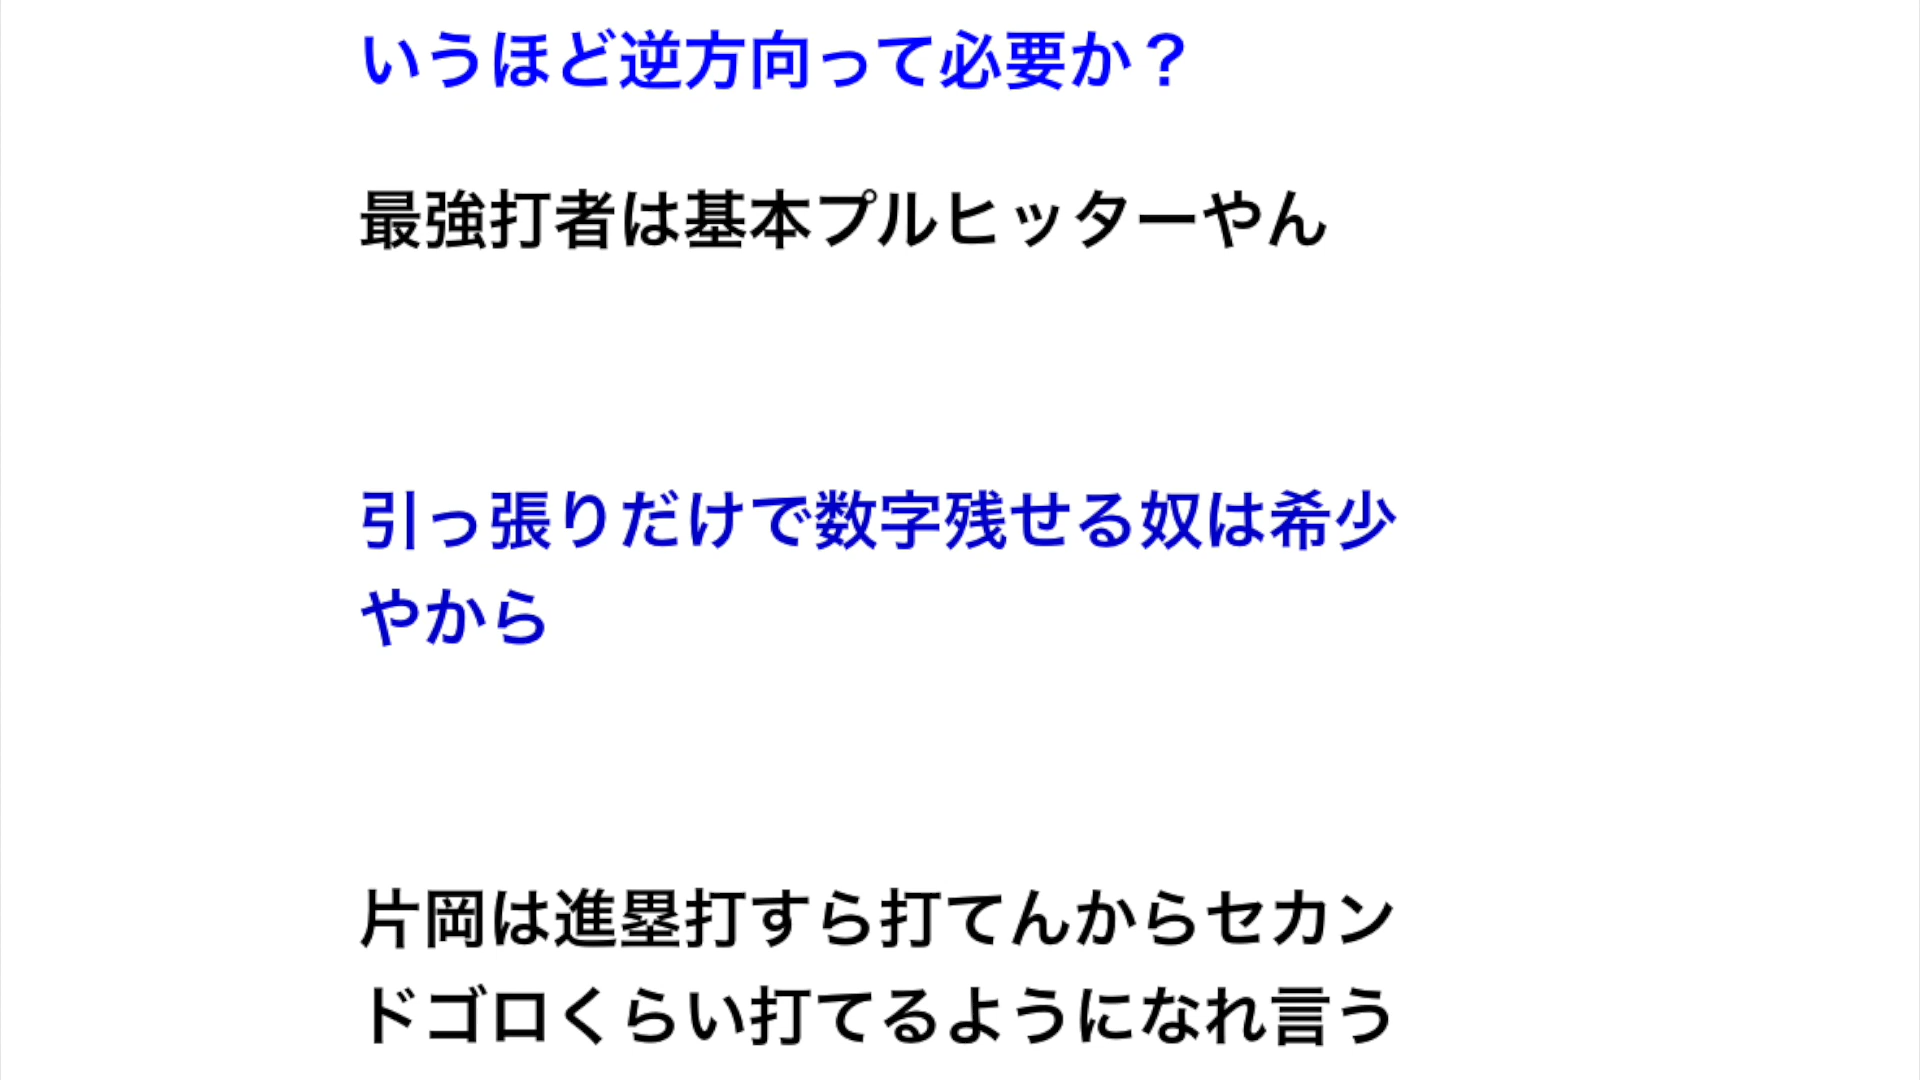 いうほど逆方向って必要か？
最強打者は基本プルヒッターやん
引っ張りだけで数字残せる奴は希少
やから
片岡は進塁打すら打てんからセカン
ドゴロくらい打てるようになれ言う